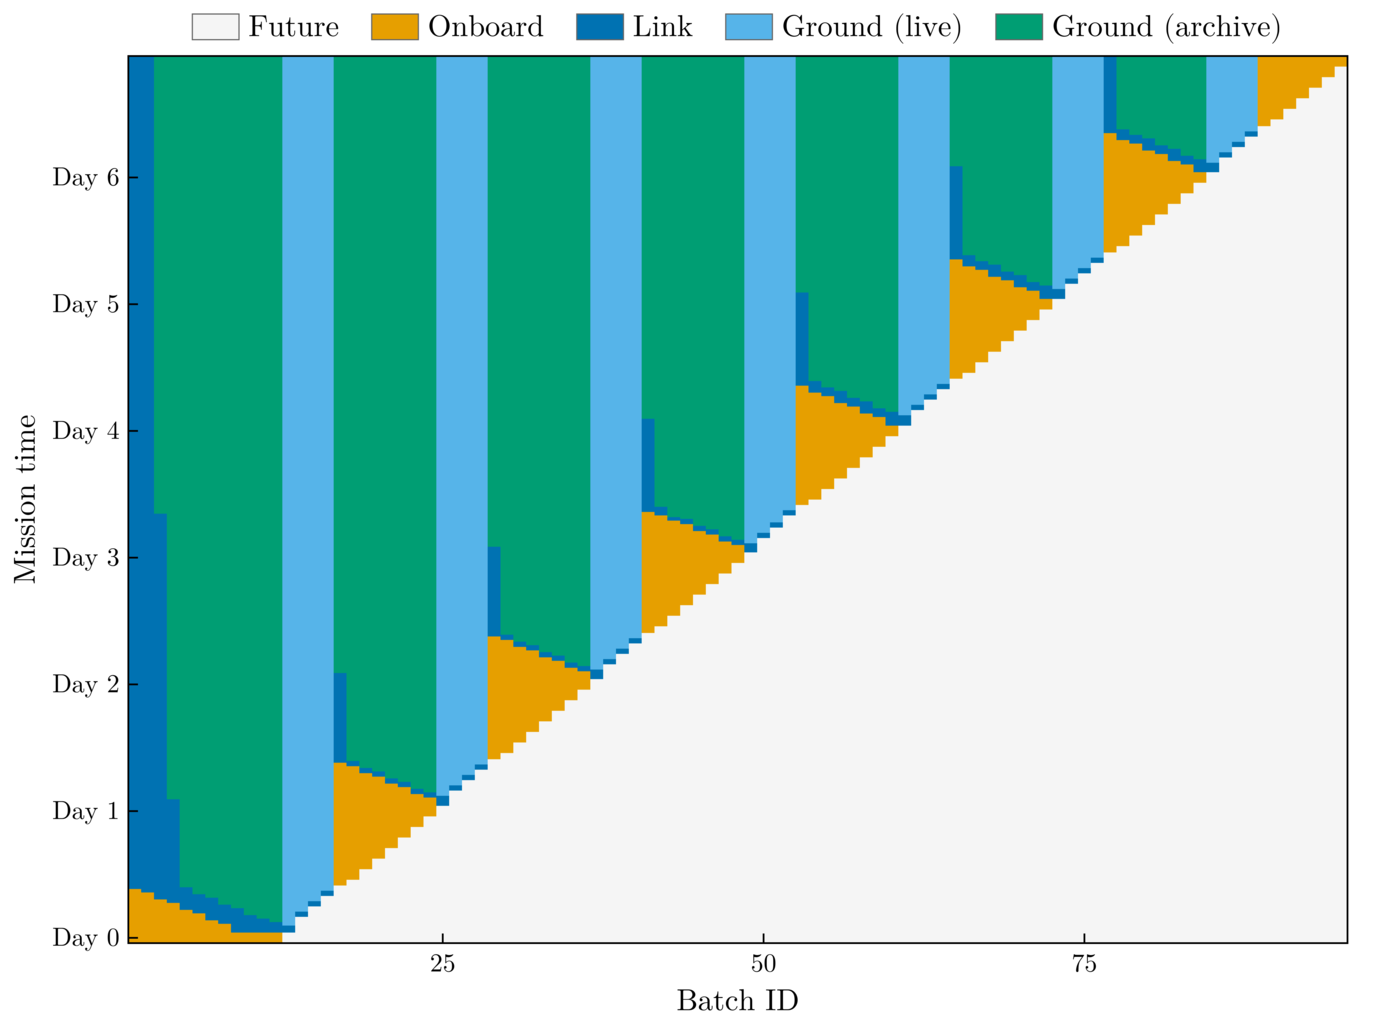 Future Onboard Link Ground (live) Ground (archive)
Day 6
Day 5
Day 4
Day 3
Day 2
Day 1
Day 0
Mission time
25 50 75
Batch ID